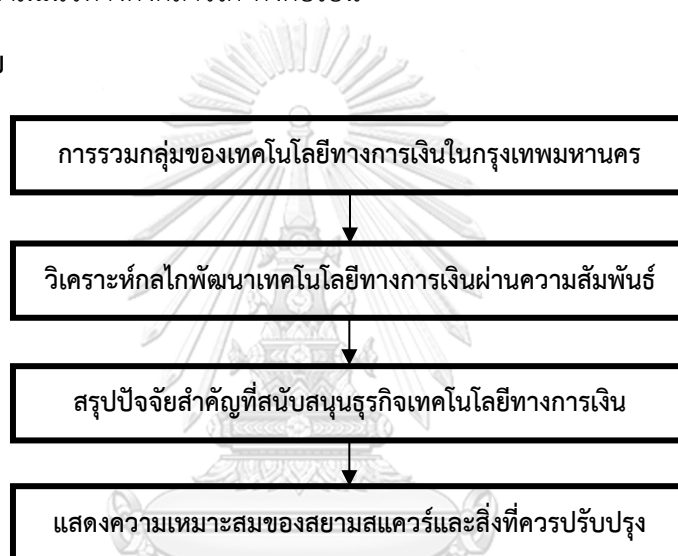 การรวมกลุ่มของเทคโนโลยีทางการเงินในกรุงเทพมหานคร
วิเคราะห์กลไกพัฒนาเทคโนโลยีทางการเงินผ่านความสัมพันธ์
สรุปปัจจัยสำคัญที่สนับสนุนธุรกิจเทคโนโลยีทางการเงิน
แสดงความเหมาะสมของสยามสแควร์และสิ่งที่ควรปรับปรุง